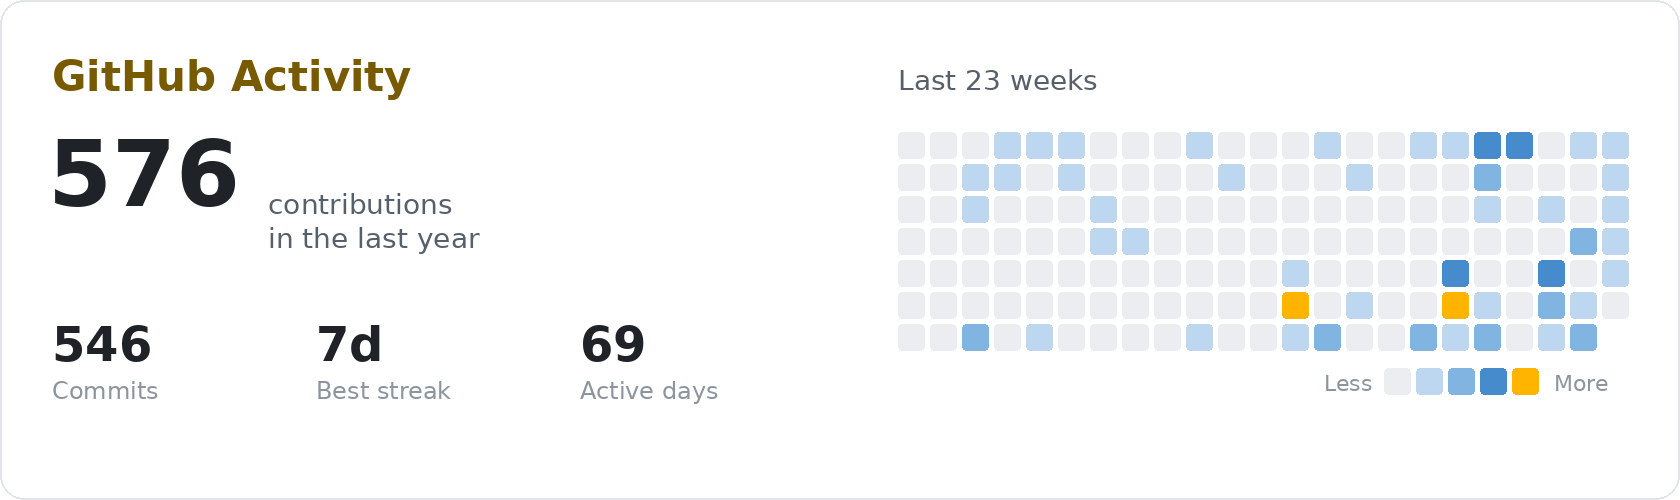 GitHub Activity
576
contributions
in the last year
546
Commits
7d
Best streak
69
Active days
Last 23 weeks
Less
More